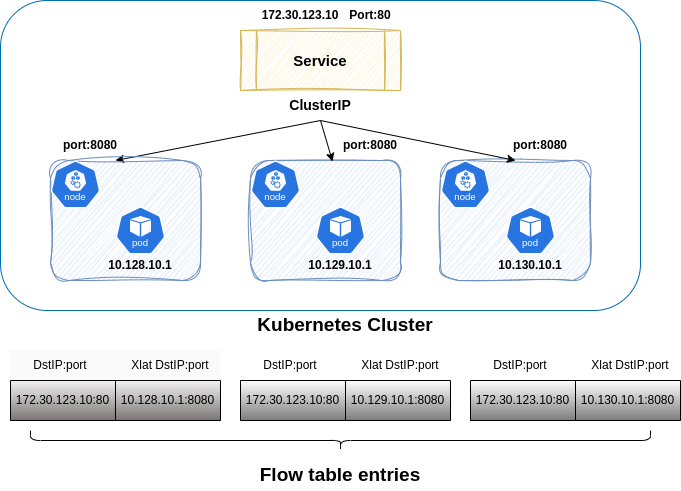 172.30.123.10 Port:80
Service
ClusterIP
port:8080 port:8080 port:8080
node node node
pod pod pod
10.128.10.1 10.129.10.1 10.130.10.1
Kubernetes Cluster
DstIP:port Xlat DstIP:port DstIP:port Xlat DstIP:port DstIP:port Xlat DstIP:port
172.30.123.10:80 10.128.10.1:8080 172.30.123.10:80 10.129.10.1:8080 172.30.123.10:80 10.130.10.1:8080
Flow table entries